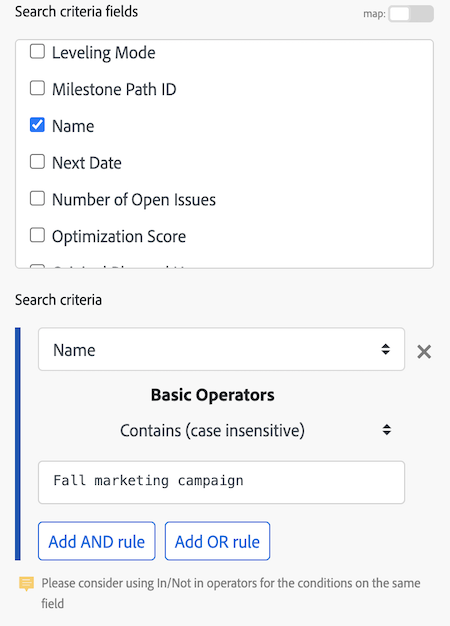 Search criteria fields
map:
Leveling Mode
Milestone Path ID
Name
Next Date
Number of Open Issues
Optimization Score
Search criteria
Name
Basic Operators
Contains (case insensitive)
Fall marketing campaign
Add AND rule
Add OR rule
Please consider using In/Not in operators for the conditions on the same
field